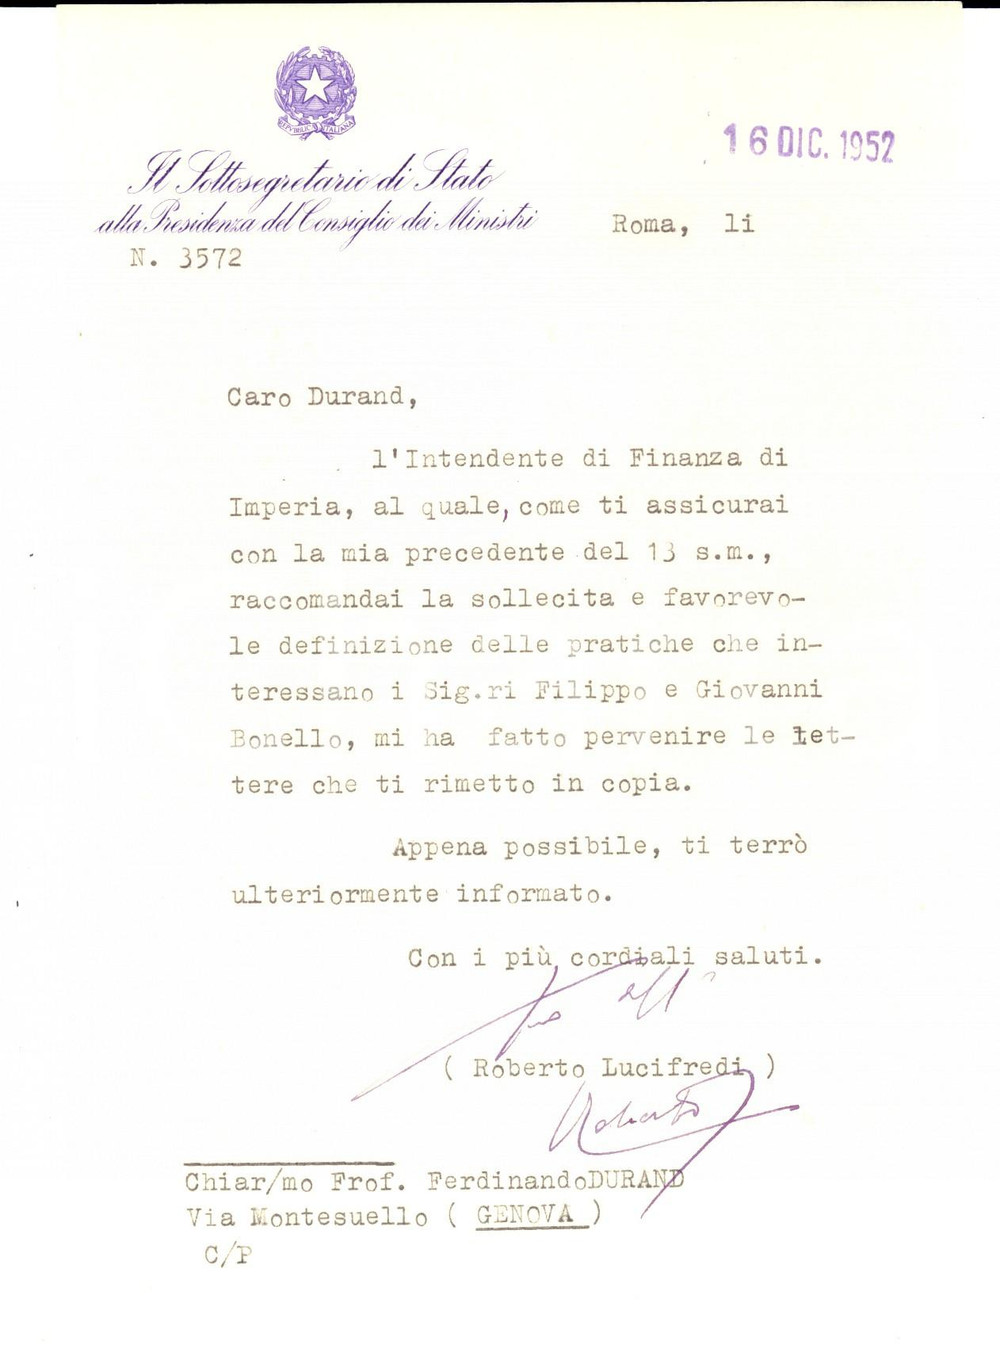 REPVBLICA ITALIANA
16 DIC. 1952
Il Sottosegretario di Stato
alla Presidenza del Consiglio dei Ministri
Roma, li
N. 3572
Caro Durand,
l'Intendente di Finanza di
Imperia, al quale, come ti assicurai
con la mia precedente del 13 s.m.,
raccomandai la sollecita e favorevo-
le definizione delle pratiche che in-
teressano i Sig.ri Filippo e Giovanni
Bonello, mi ha fatto pervenire le let-
tere che ti rimetto in copia.
Appena possibile, ti terrò
ulteriormente informato.
Con i più cordiali saluti.
tuo aff
( Roberto Lucifredi )
Roberto
Chiar/mo Prof. FerdinandoDURAND
Via Montesuello ( GENOVA )
C/P